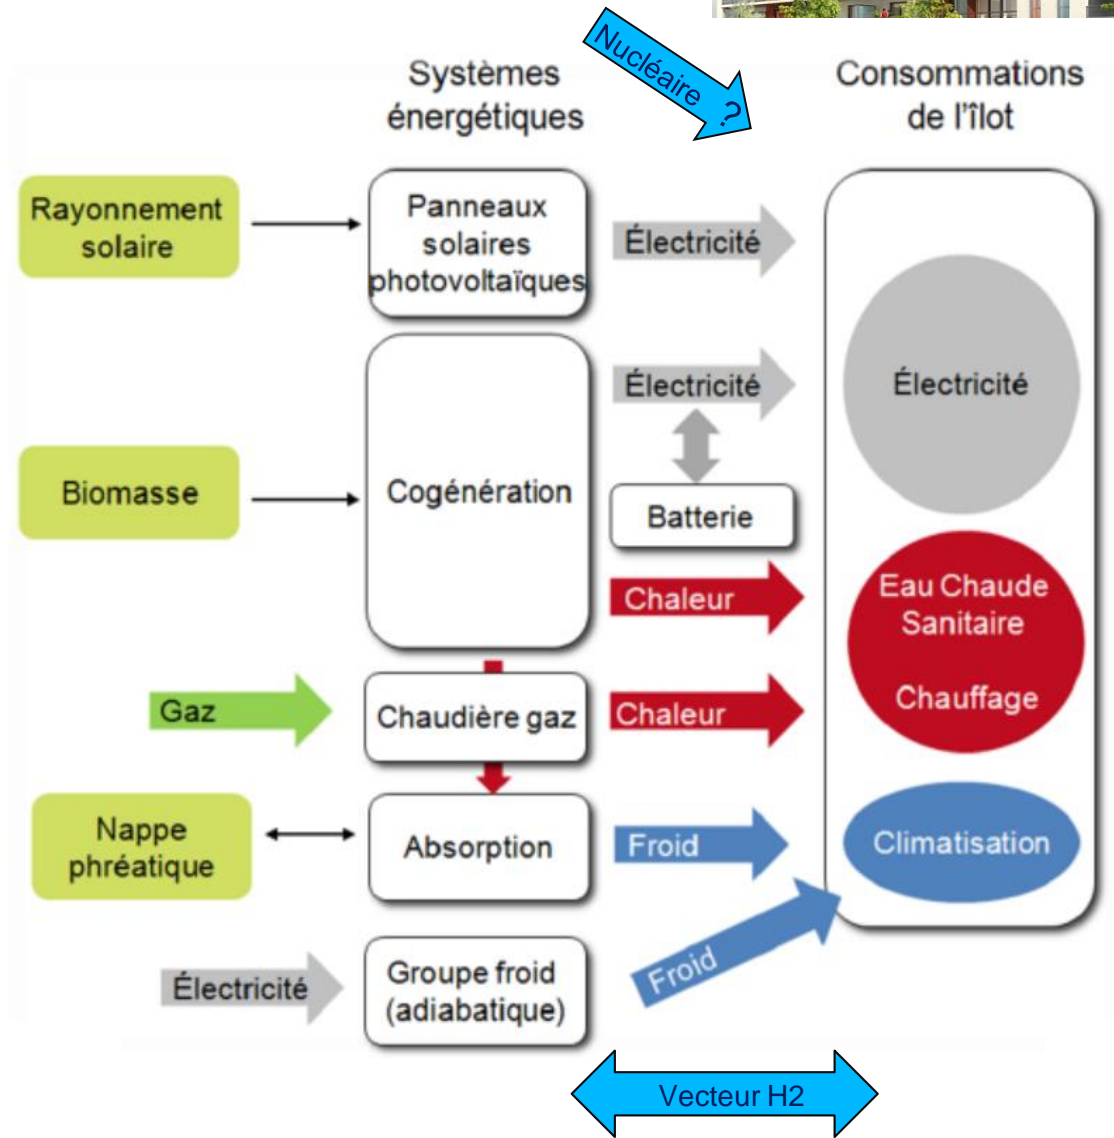 Nucléaire ?
Systèmes
énergétiques
Consommations
de l'îlot
Rayonnement
solaire
Panneaux
solaires
photovoltaïques
Électricité
Électricité
Électricité
Biomasse
Cogénération
Batterie
Chaleur
Eau Chaude
Sanitaire
Chauffage
Gaz
Chaudière gaz
Chaleur
Nappe
phréatique
Absorption
Froid
Climatisation
Électricité
Groupe froid
(adiabatique)
Froid
Vecteur H2